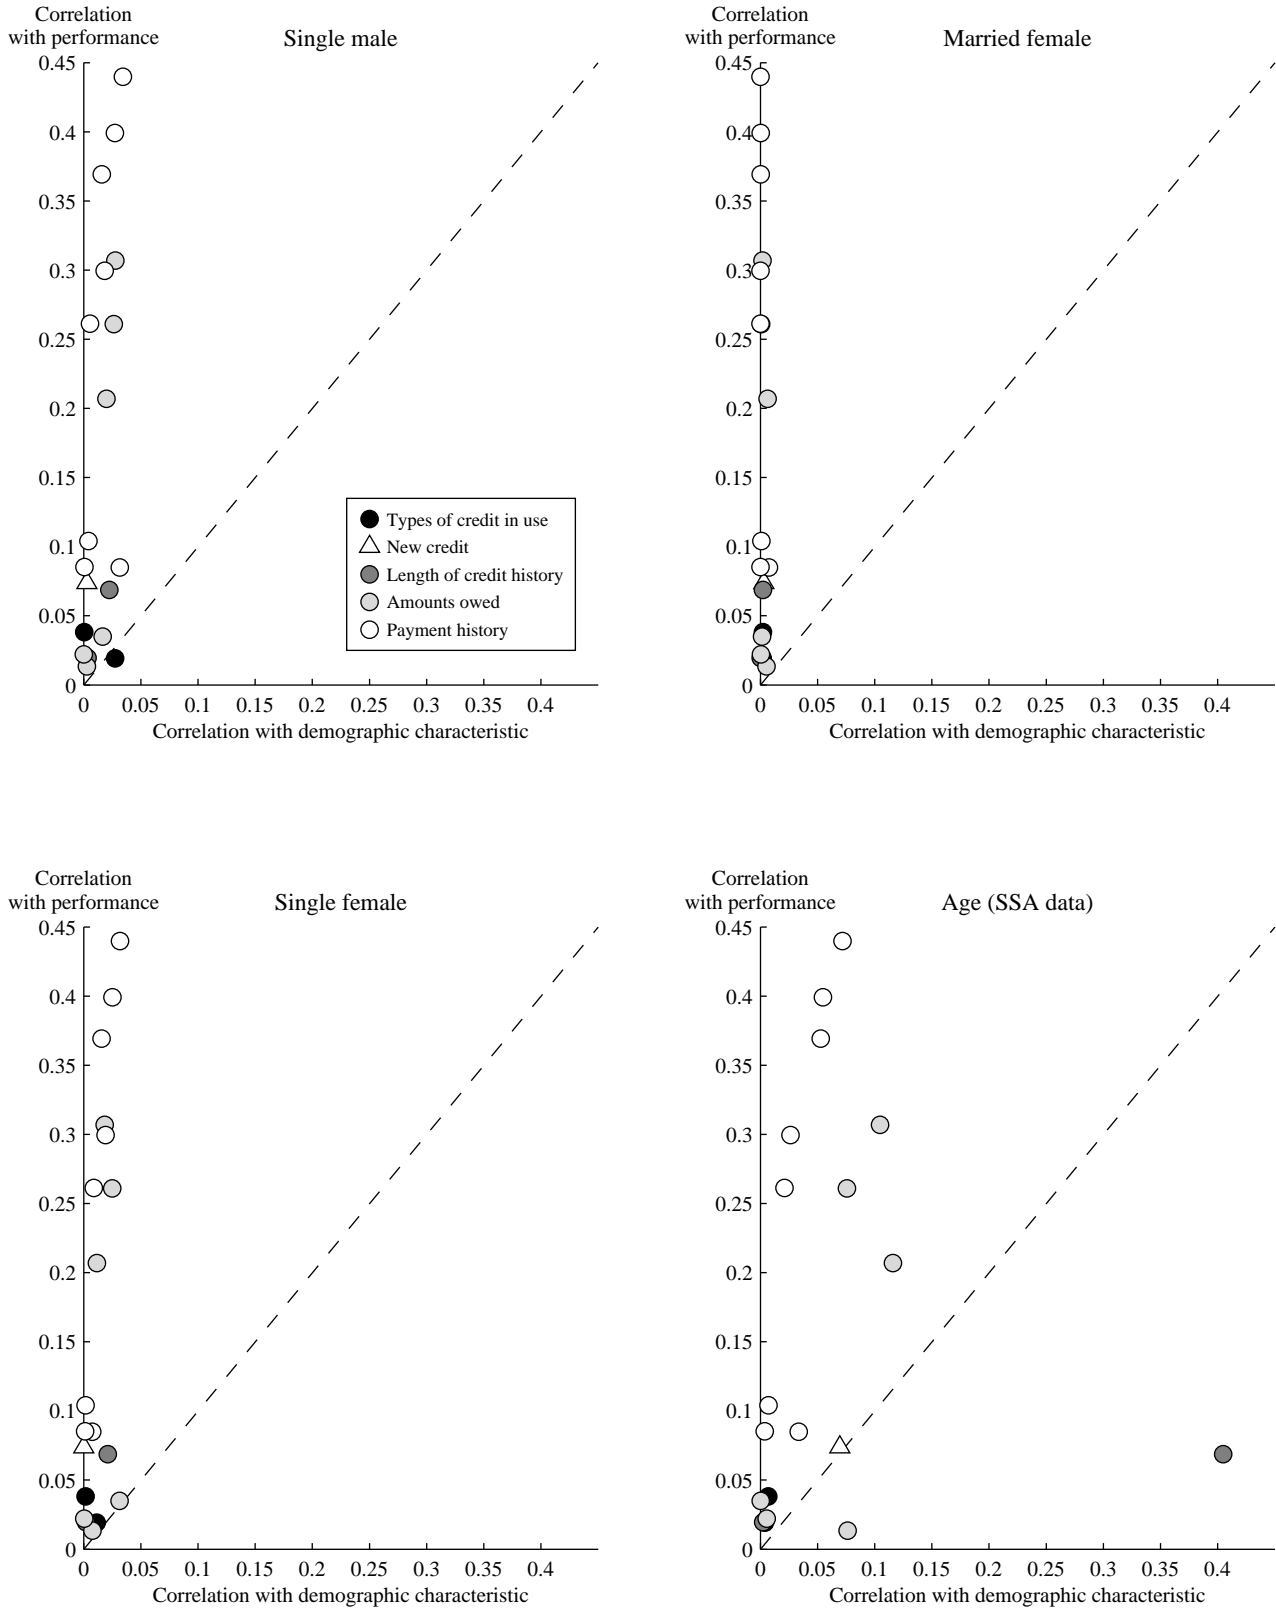 Correlation
with performance
Single male
0.45
0.4
0.35
0.3
0.25
0.2
0.15
0.1
0.05
0
0 0.05 0.1 0.15 0.2 0.25 0.3 0.35 0.4
Correlation with demographic characteristic
Types of credit in use
New credit
Length of credit history
Amounts owed
Payment history
Correlation
with performance
Married female
0.45
0.4
0.35
0.3
0.25
0.2
0.15
0.1
0.05
0
0 0.05 0.1 0.15 0.2 0.25 0.3 0.35 0.4
Correlation with demographic characteristic
Correlation
with performance
Single female
0.45
0.4
0.35
0.3
0.25
0.2
0.15
0.1
0.05
0
0 0.05 0.1 0.15 0.2 0.25 0.3 0.35 0.4
Correlation with demographic characteristic
Correlation
with performance
Age (SSA data)
0.45
0.4
0.35
0.3
0.25
0.2
0.15
0.1
0.05
0
0 0.05 0.1 0.15 0.2 0.25 0.3 0.35 0.4
Correlation with demographic characteristic